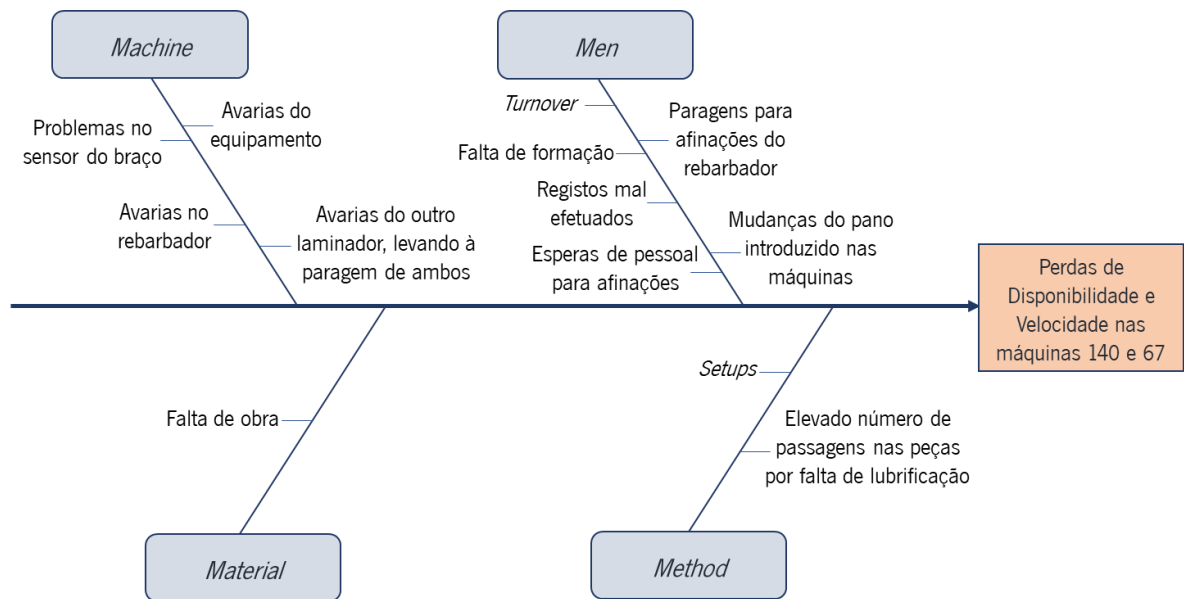 Machine
Men
Avarias do
equipamento
Problemas no
sensor do braço
Avarias no
rebarbador
Avarias do outro
laminador, levando à
paragem de ambos
Turnover
Paragens para
afinações do
rebarbador
Falta de formação
Registos mal
efetuados
Mudanças do pano
introduzido nas
máquinas
Esperas de pessoal
para afinações
Perdas de
Disponibilidade e
Velocidade nas
máquinas 140 e 67
Falta de obra
Setups
Elevado número de
passagens nas peças
por falta de lubrificação
Material
Method